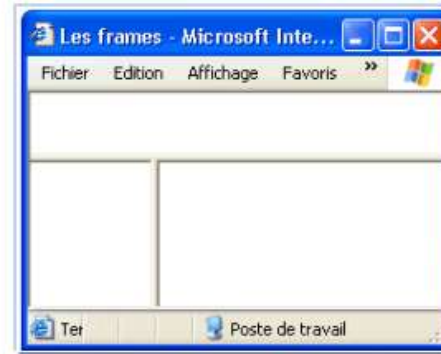 Les frames - Microsoft Inte...
Fichier Edition Affichage Favoris »
Ter Poste de travail